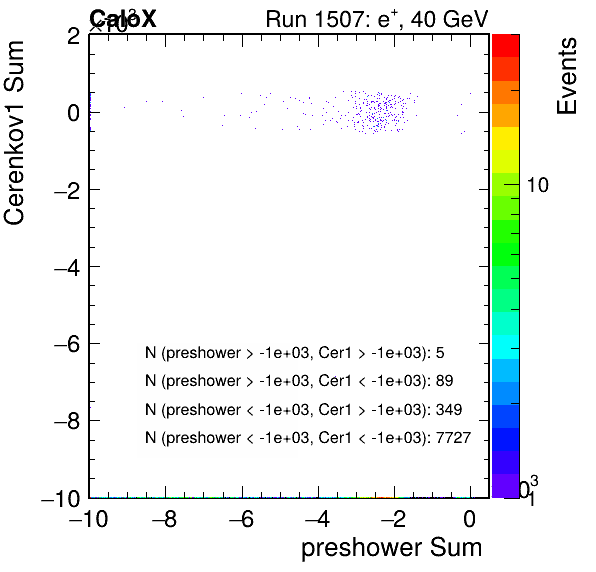 CaloX
Run 1507: e+, 40 GeV
×10³
2
0
−2
−4
−6
−8
−10
Cerenkov1 Sum
N (preshower > -1e+03, Cer1 > -1e+03): 5
N (preshower > -1e+03, Cer1 < -1e+03): 89
N (preshower < -1e+03, Cer1 > -1e+03): 349
N (preshower < -1e+03, Cer1 < -1e+03): 7727
−10
−8
−6
−4
−2
0
preshower Sum
Events
10
1